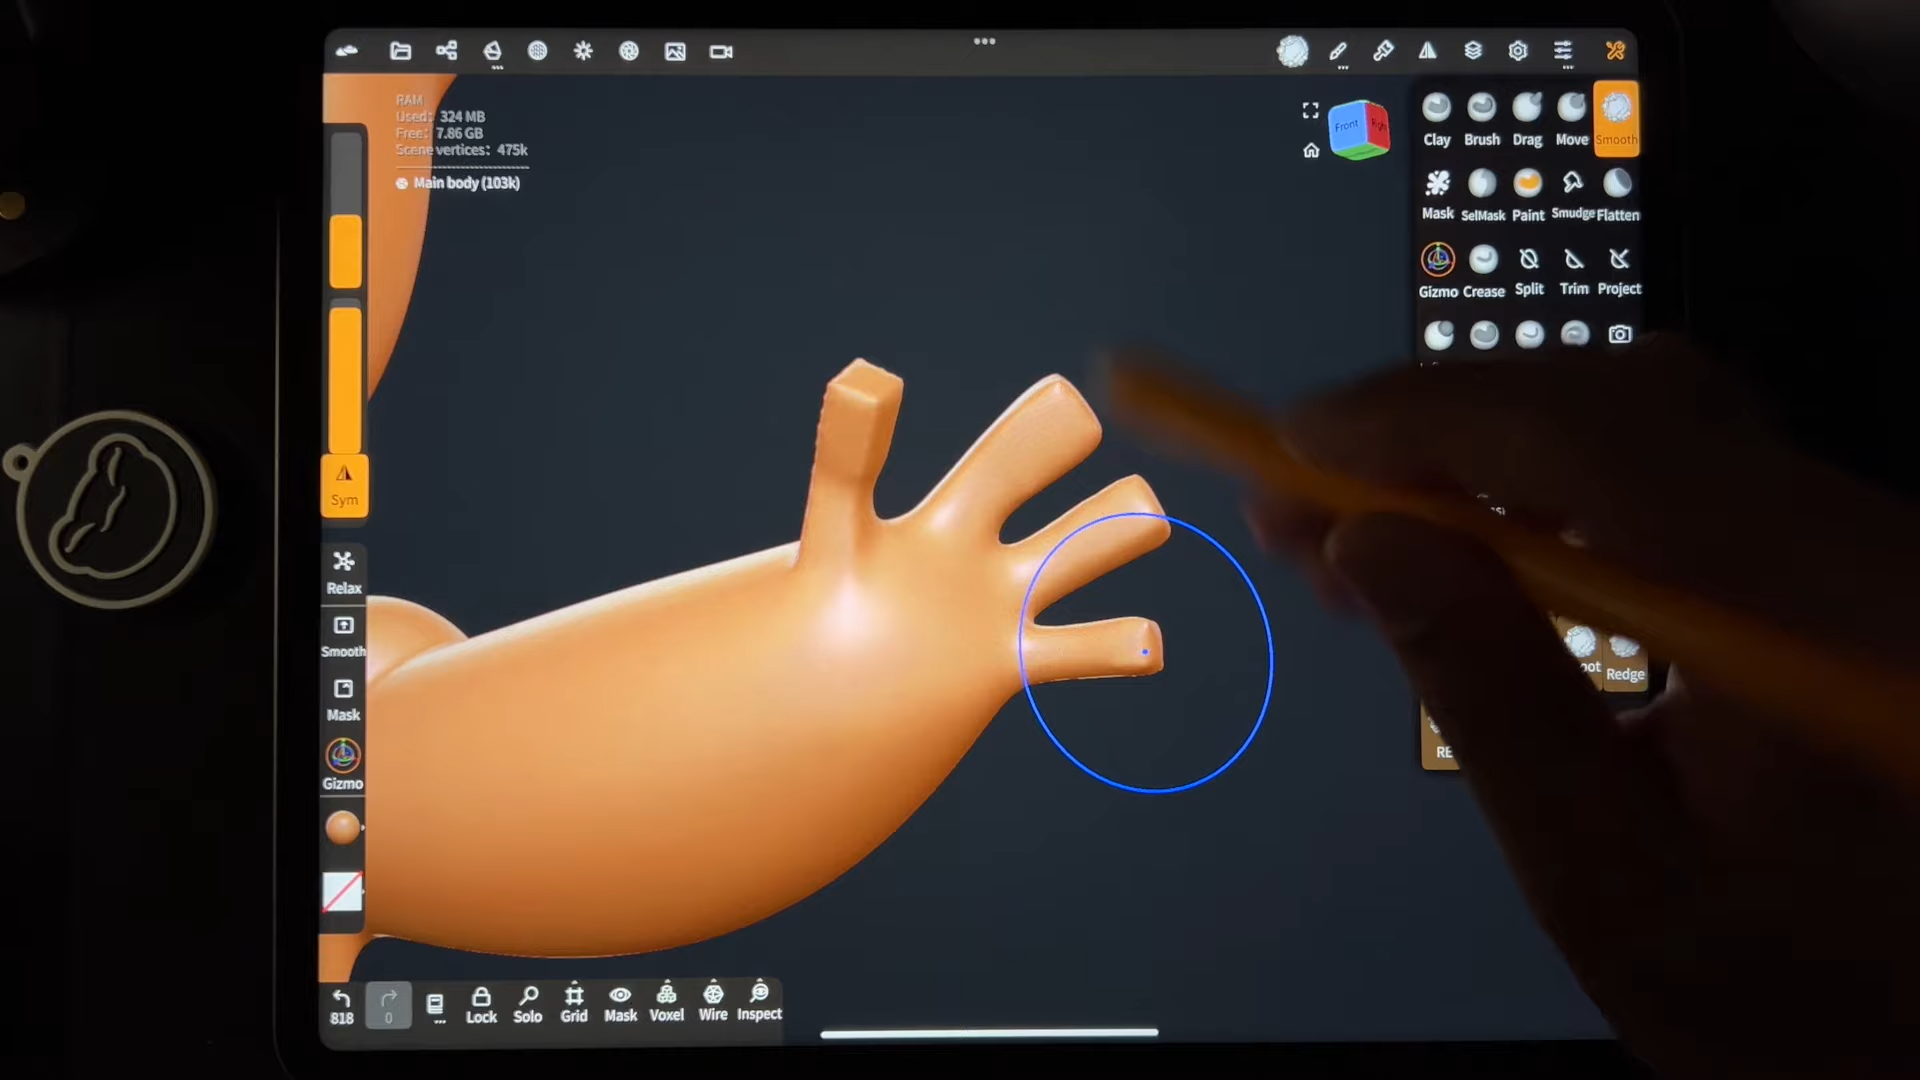 RAM
Used: 324 MB
Free: 7.86 GB
Scene vertices: 475k
Main body (103k)
Front
Clay Brush Drag Move Smooth
Mask SelMask Paint Smudge Flatten
Gizmo Crease Split Trim Project
Sym
Relax
Smooth
Mask
Gizmo
Redge
818 0 Lock Solo Grid Mask Voxel Wire Inspect